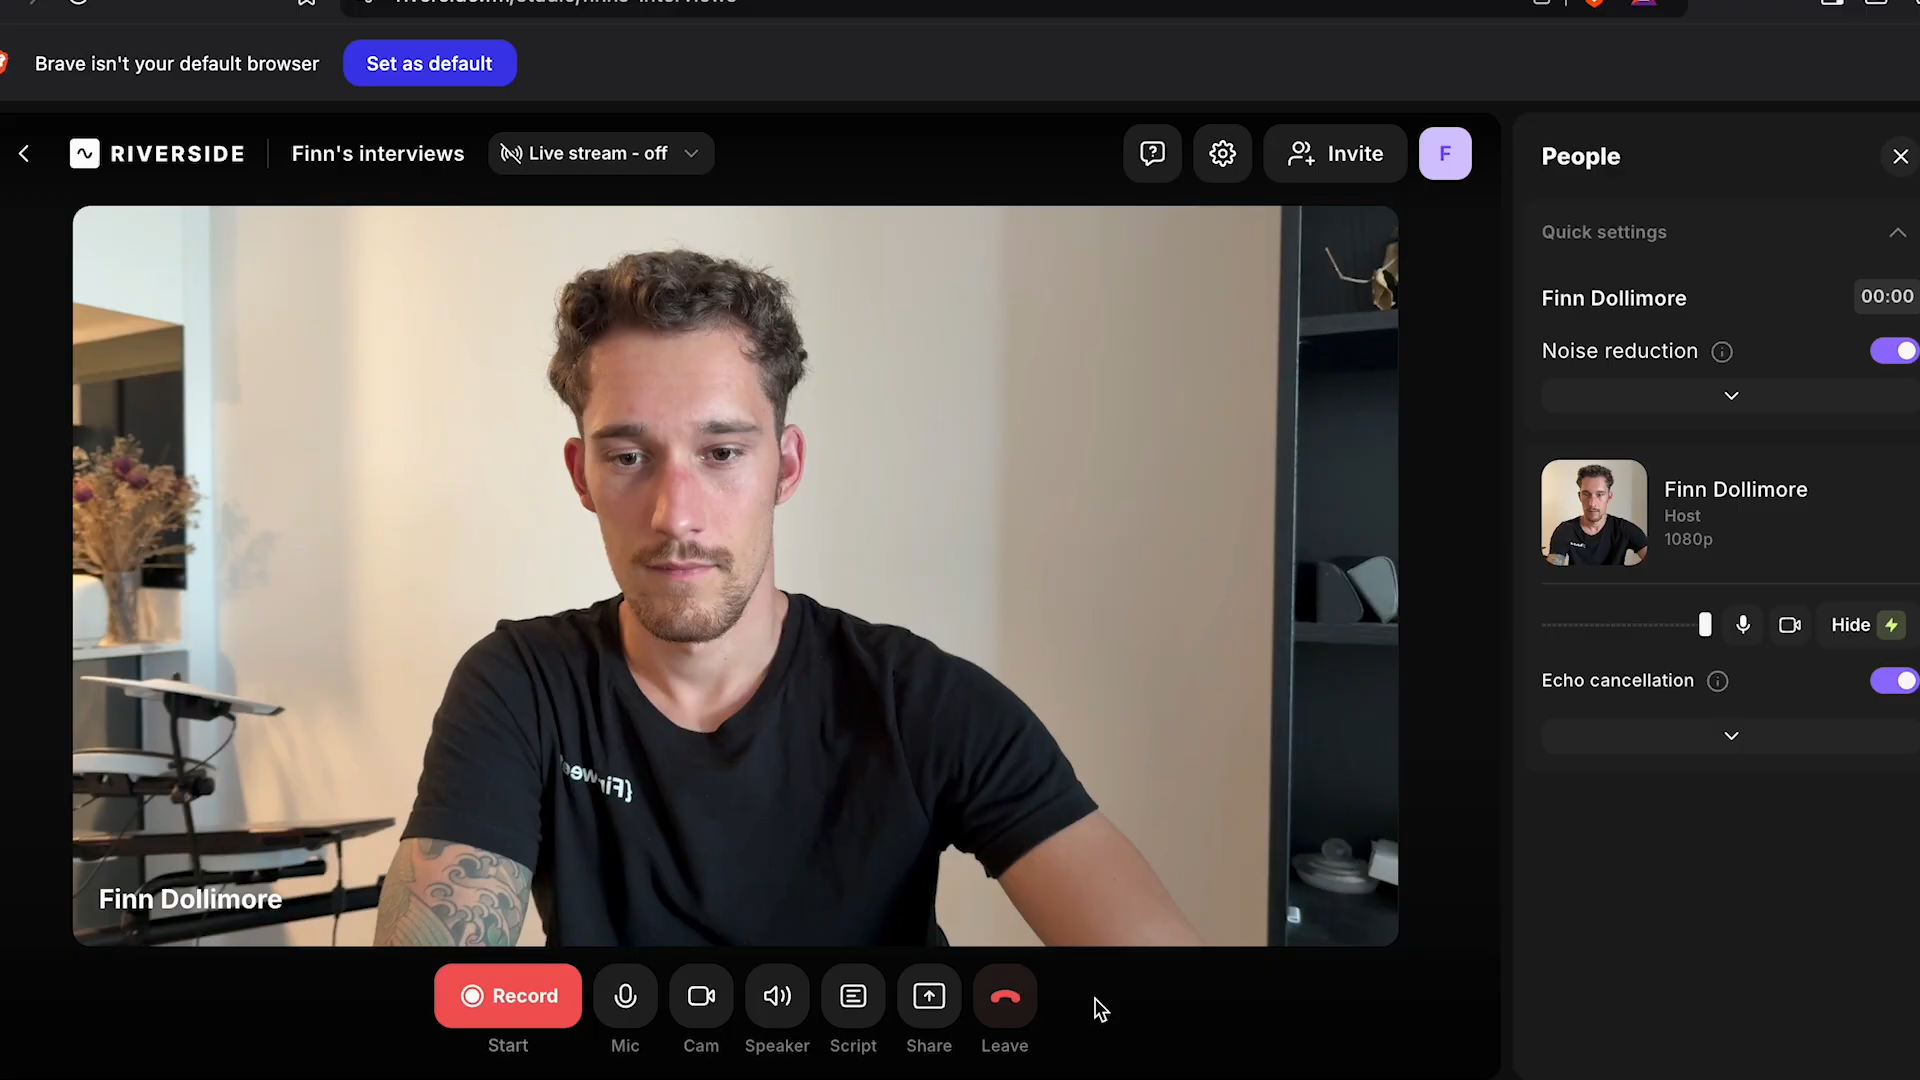 Brave isn't your default browser
Set as default
RIVERSIDE
Finn's interviews
Live stream - off
Invite
F
People
Quick settings
Finn Dollimore
00:00
Noise reduction
Finn Dollimore
Host
1080p
Hide
Echo cancellation
Finn Dollimore
Record
Start
Mic
Cam
Speaker
Script
Share
Leave